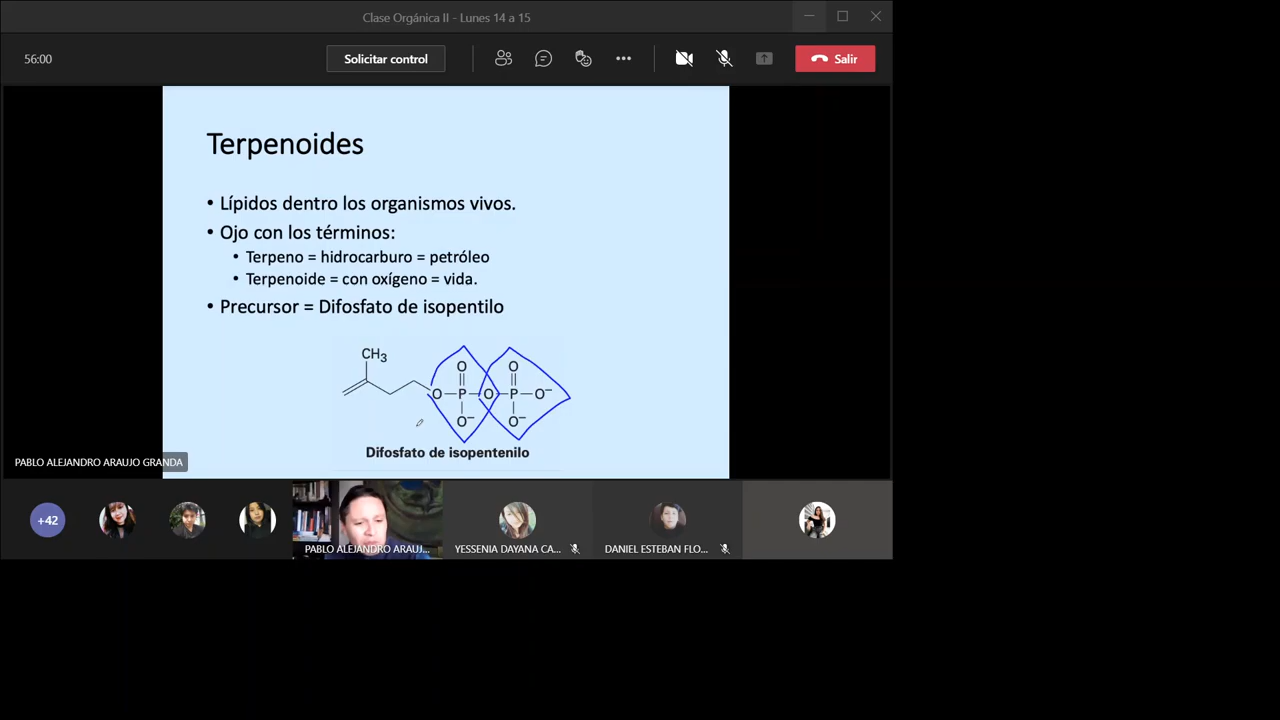 Clase Orgánica II - Lunes 14 a 15
56:00
Solicitar control
Salir
Terpenoides
• Lípidos dentro los organismos vivos.
• Ojo con los términos:
• Terpeno = hidrocarburo = petróleo
• Terpenoide = con oxígeno = vida.
• Precursor = Difosfato de isopentilo
CH3
O O
O—P—O—P—O−
O− O−
Difosfato de isopentenilo
PABLO ALEJANDRO ARAUJO GRANDA
+42
PABLO ALEJANDRO ARAUJ...
YESSENIA DAYANA CA...
DANIEL ESTEBAN FLO...